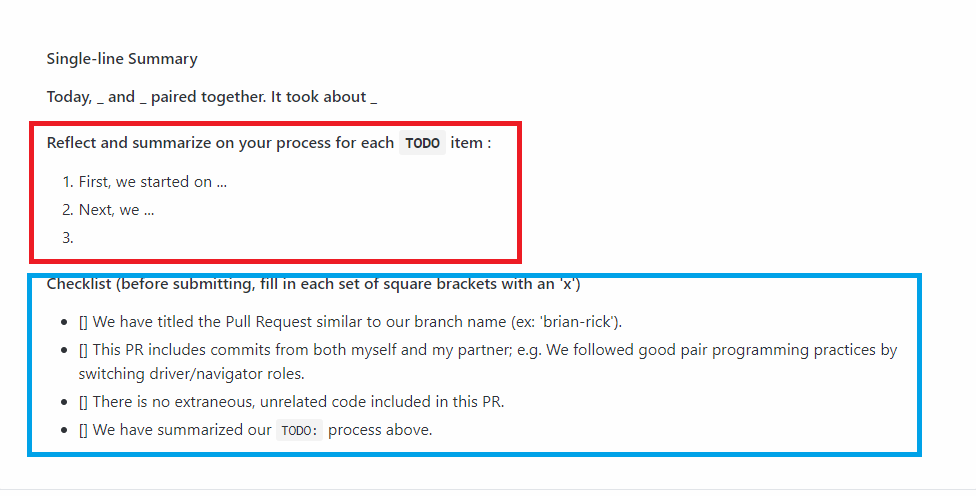 Single-line Summary
Today, _ and _ paired together. It took about _
Reflect and summarize on your process for each TODO item :
1. First, we started on ...
2. Next, we ...
3.
Checklist (before submitting, fill in each set of square brackets with an 'x')
• [] We have titled the Pull Request similar to our branch name (ex: 'brian-rick').
• [] This PR includes commits from both myself and my partner; e.g. We followed good pair programming practices by
switching driver/navigator roles.
• [] There is no extraneous, unrelated code included in this PR.
• [] We have summarized our TODO: process above.